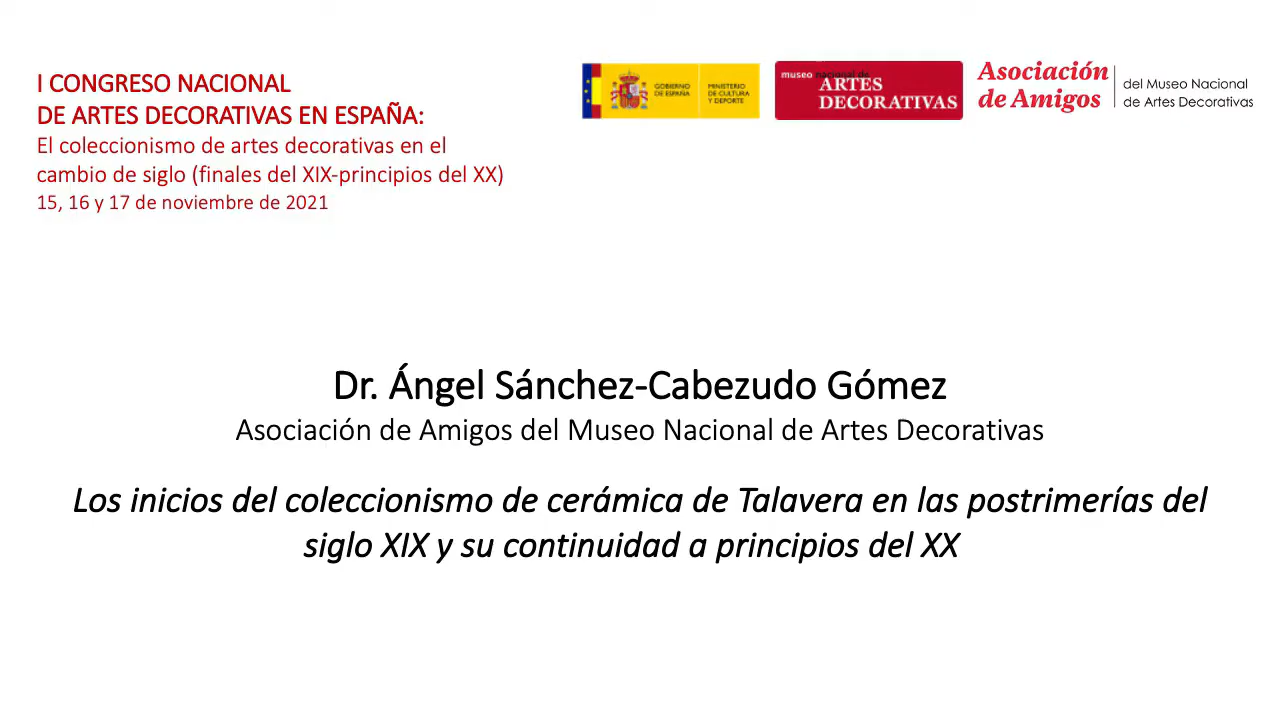 I CONGRESO NACIONAL
DE ARTES DECORATIVAS EN ESPAÑA:
El coleccionismo de artes decorativas en el
cambio de siglo (finales del XIX-principios del XX)
15, 16 y 17 de noviembre de 2021
GOBIERNO
DE ESPAÑA
MINISTERIO
DE CULTURA
Y DEPORTE
museo nacional de
ARTES
DECORATIVAS
Asociación
de Amigos
del Museo Nacional
de Artes Decorativas
Dr. Ángel Sánchez-Cabezudo Gómez
Asociación de Amigos del Museo Nacional de Artes Decorativas
Los inicios del coleccionismo de cerámica de Talavera en las postrimerías del
siglo XIX y su continuidad a principios del XX